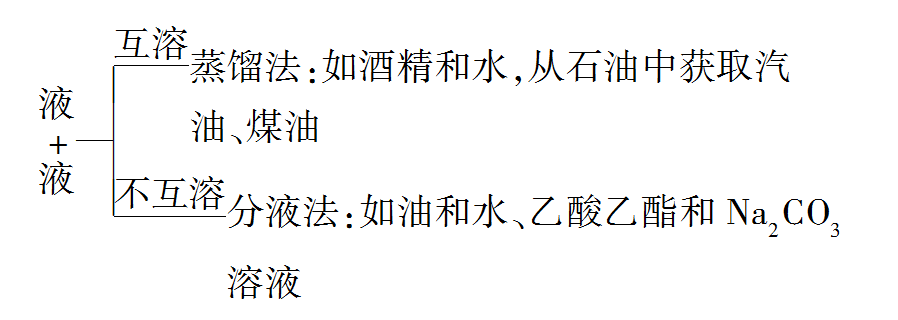 液
+
液
互溶
蒸馏法:如酒精和水,从石油中获取汽
油、煤油
不互溶
分液法:如油和水、乙酸乙酯和 Na₂CO₃
溶液